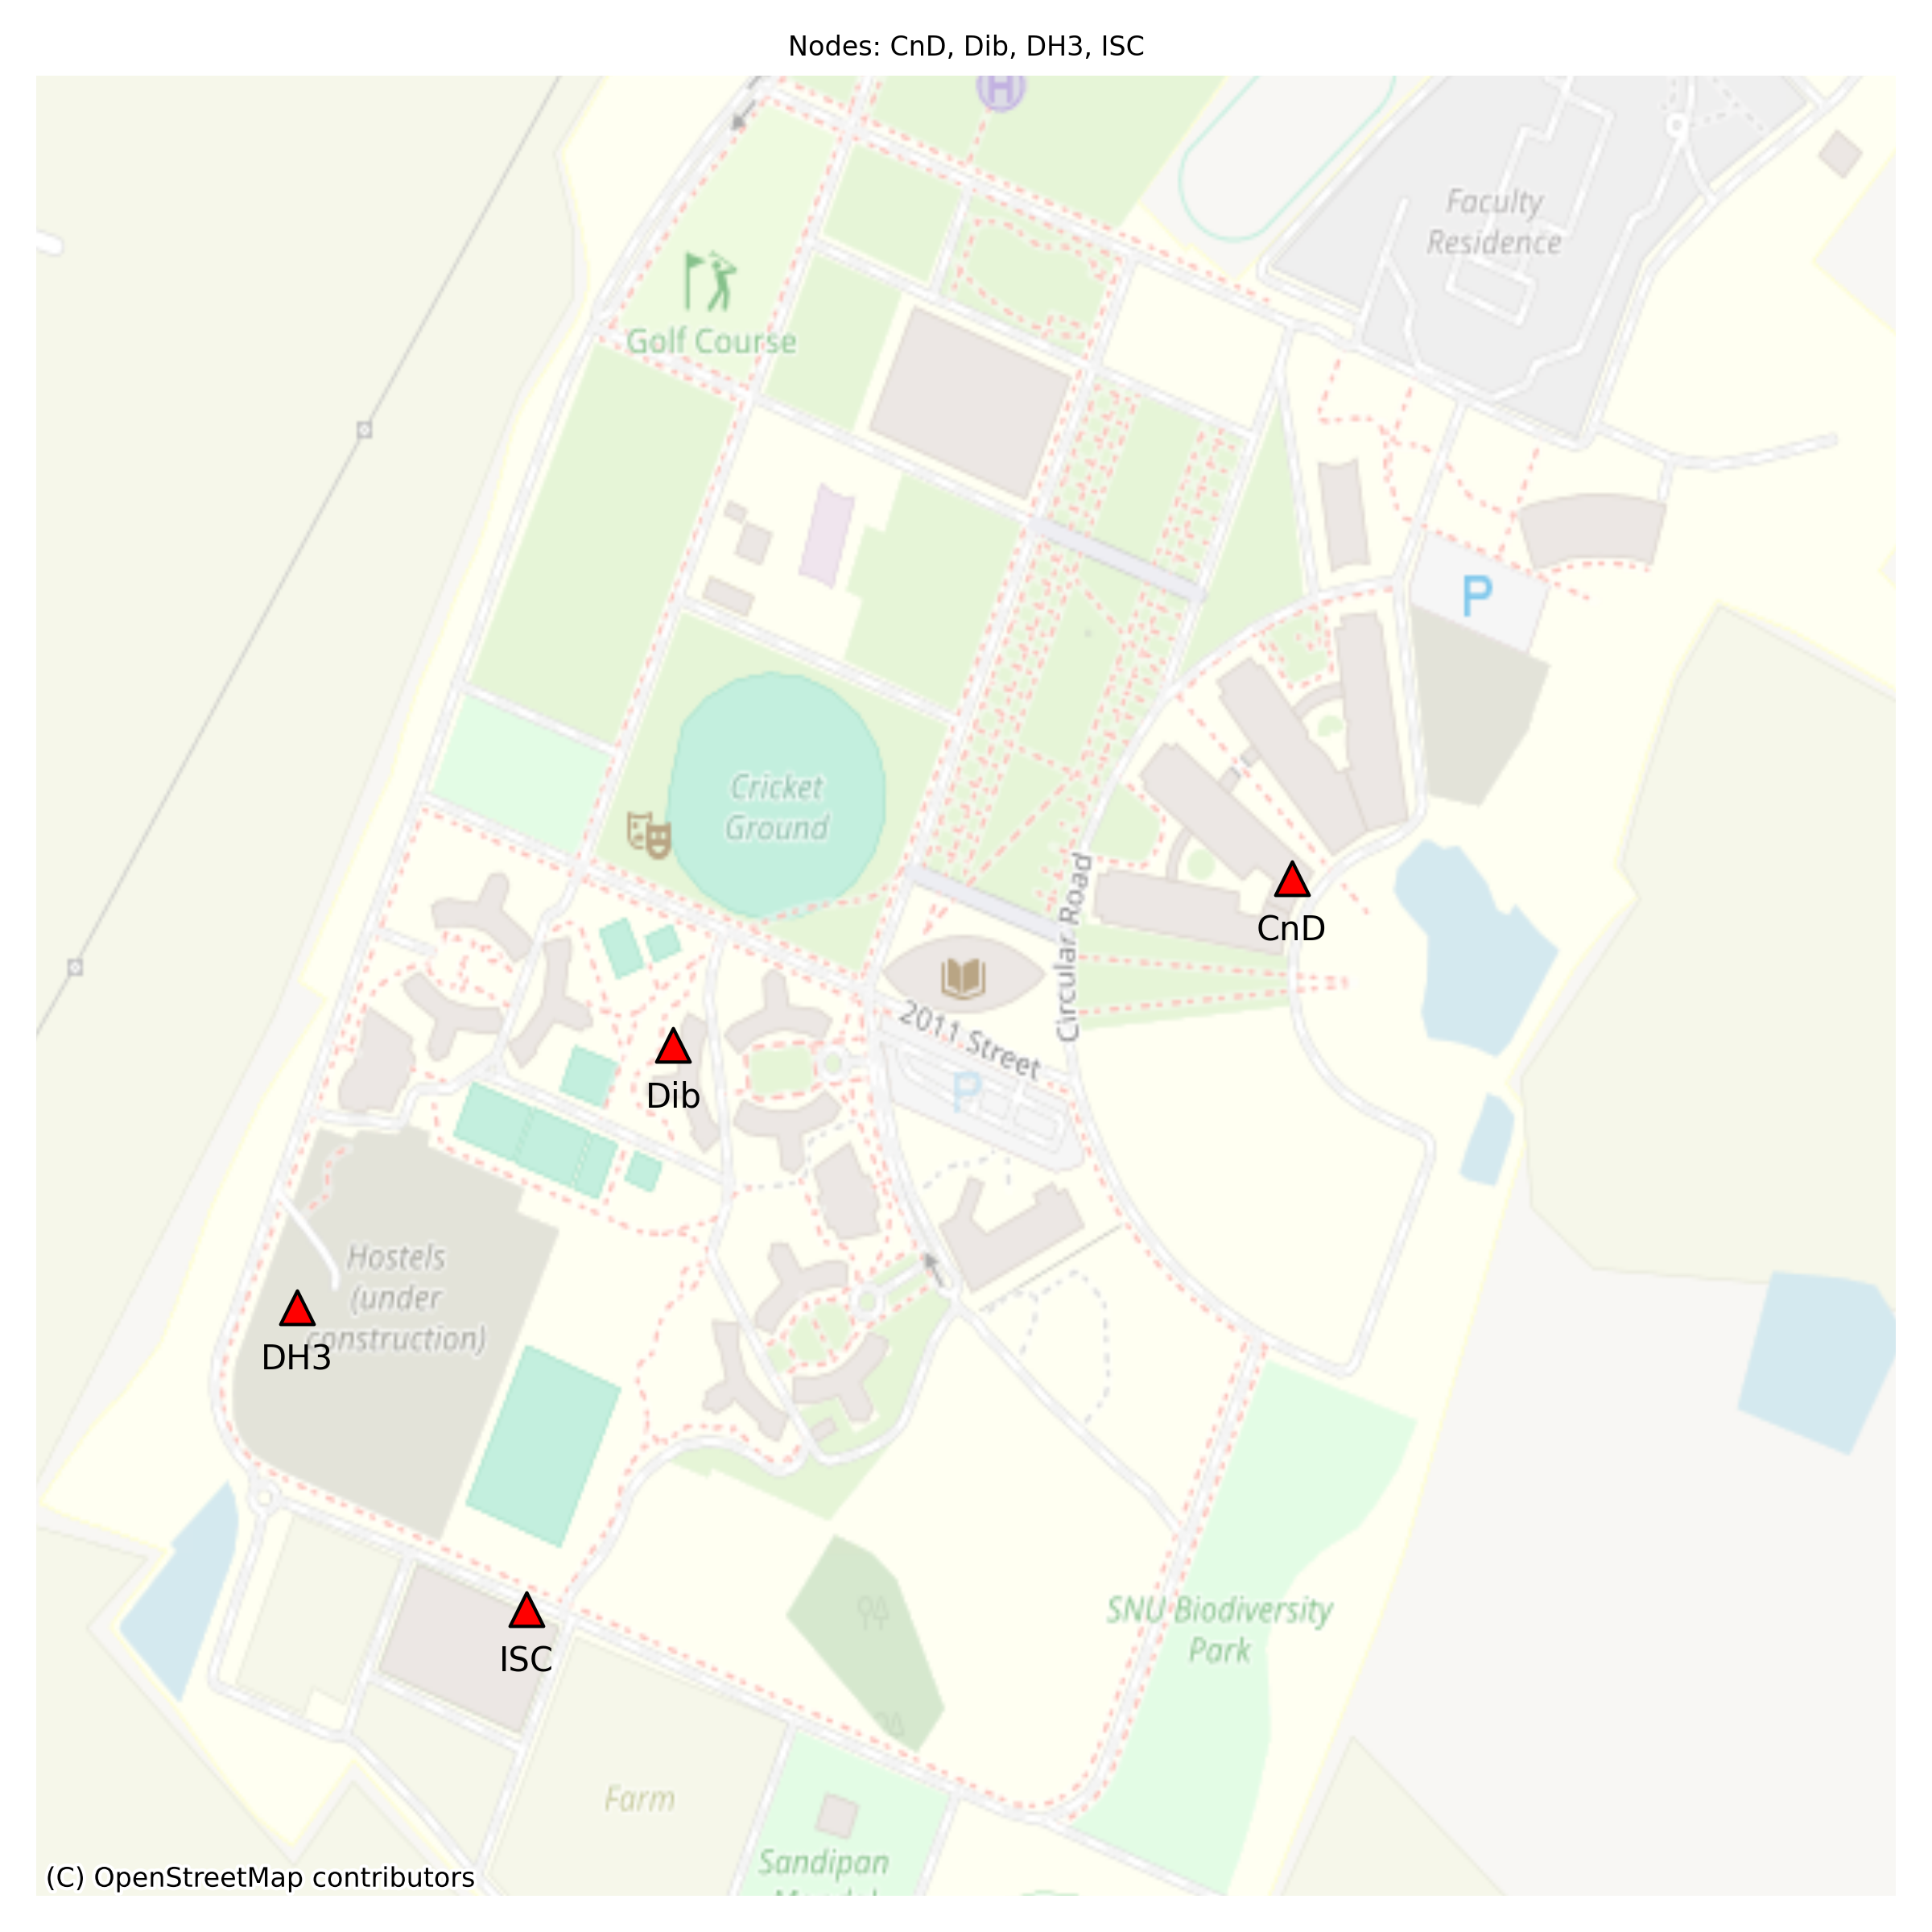 Nodes: CnD, Dib, DH3, ISC
H
Faculty
Residence
Golf Course
P
Cricket
Ground
Circular Road
CnD
2011 Street
P
Dib
Hostels
(under
construction)
DH3
SNU Biodiversity
Park
ISC
Farm
Sandipan
(C) OpenStreetMap contributors